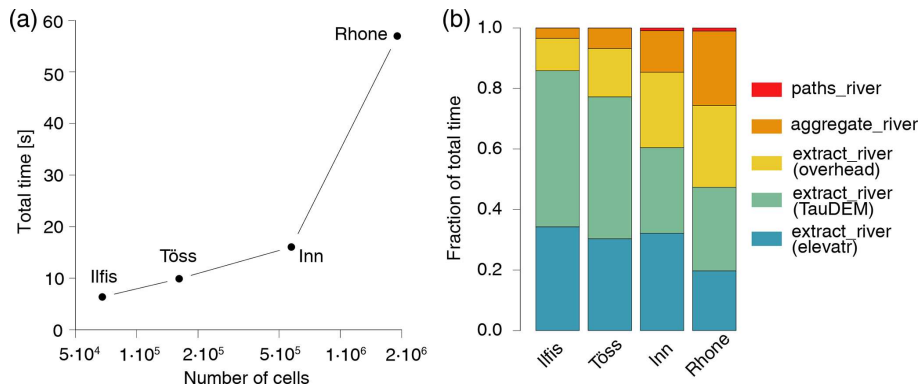 (a)
Total time [s]
60
50
40
30
20
10
0
Rhone
Töss
Ilfis
Inn
5·10⁴
1·10⁵
2·10⁵
5·10⁵
1·10⁶
2·10⁶
Number of cells
(b)
Fraction of total time
1.0
0.8
0.6
0.4
0.2
0.0
Ilfis
Töss
Inn
Rhone
paths_river
aggregate_river
extract_river
(overhead)
extract_river
(TauDEM)
extract_river
(elevatr)